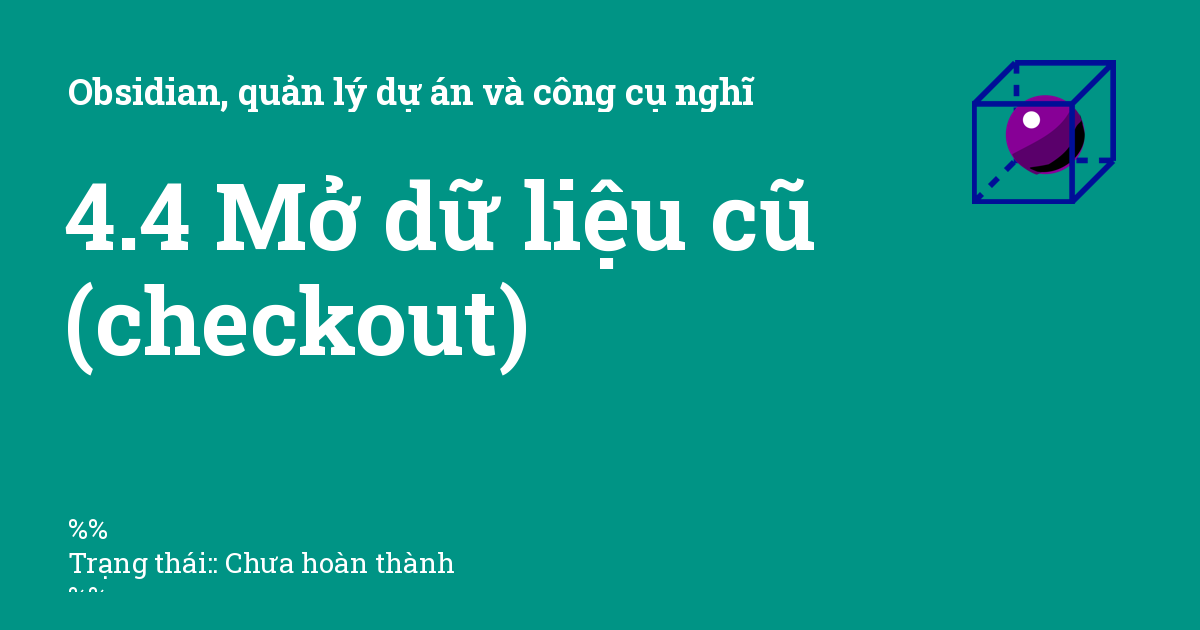 Obsidian, quản lý dự án và công cụ nghĩ
4.4 Mở dữ liệu cũ
(checkout)
%%
Trạng thái:: Chưa hoàn thành
%%